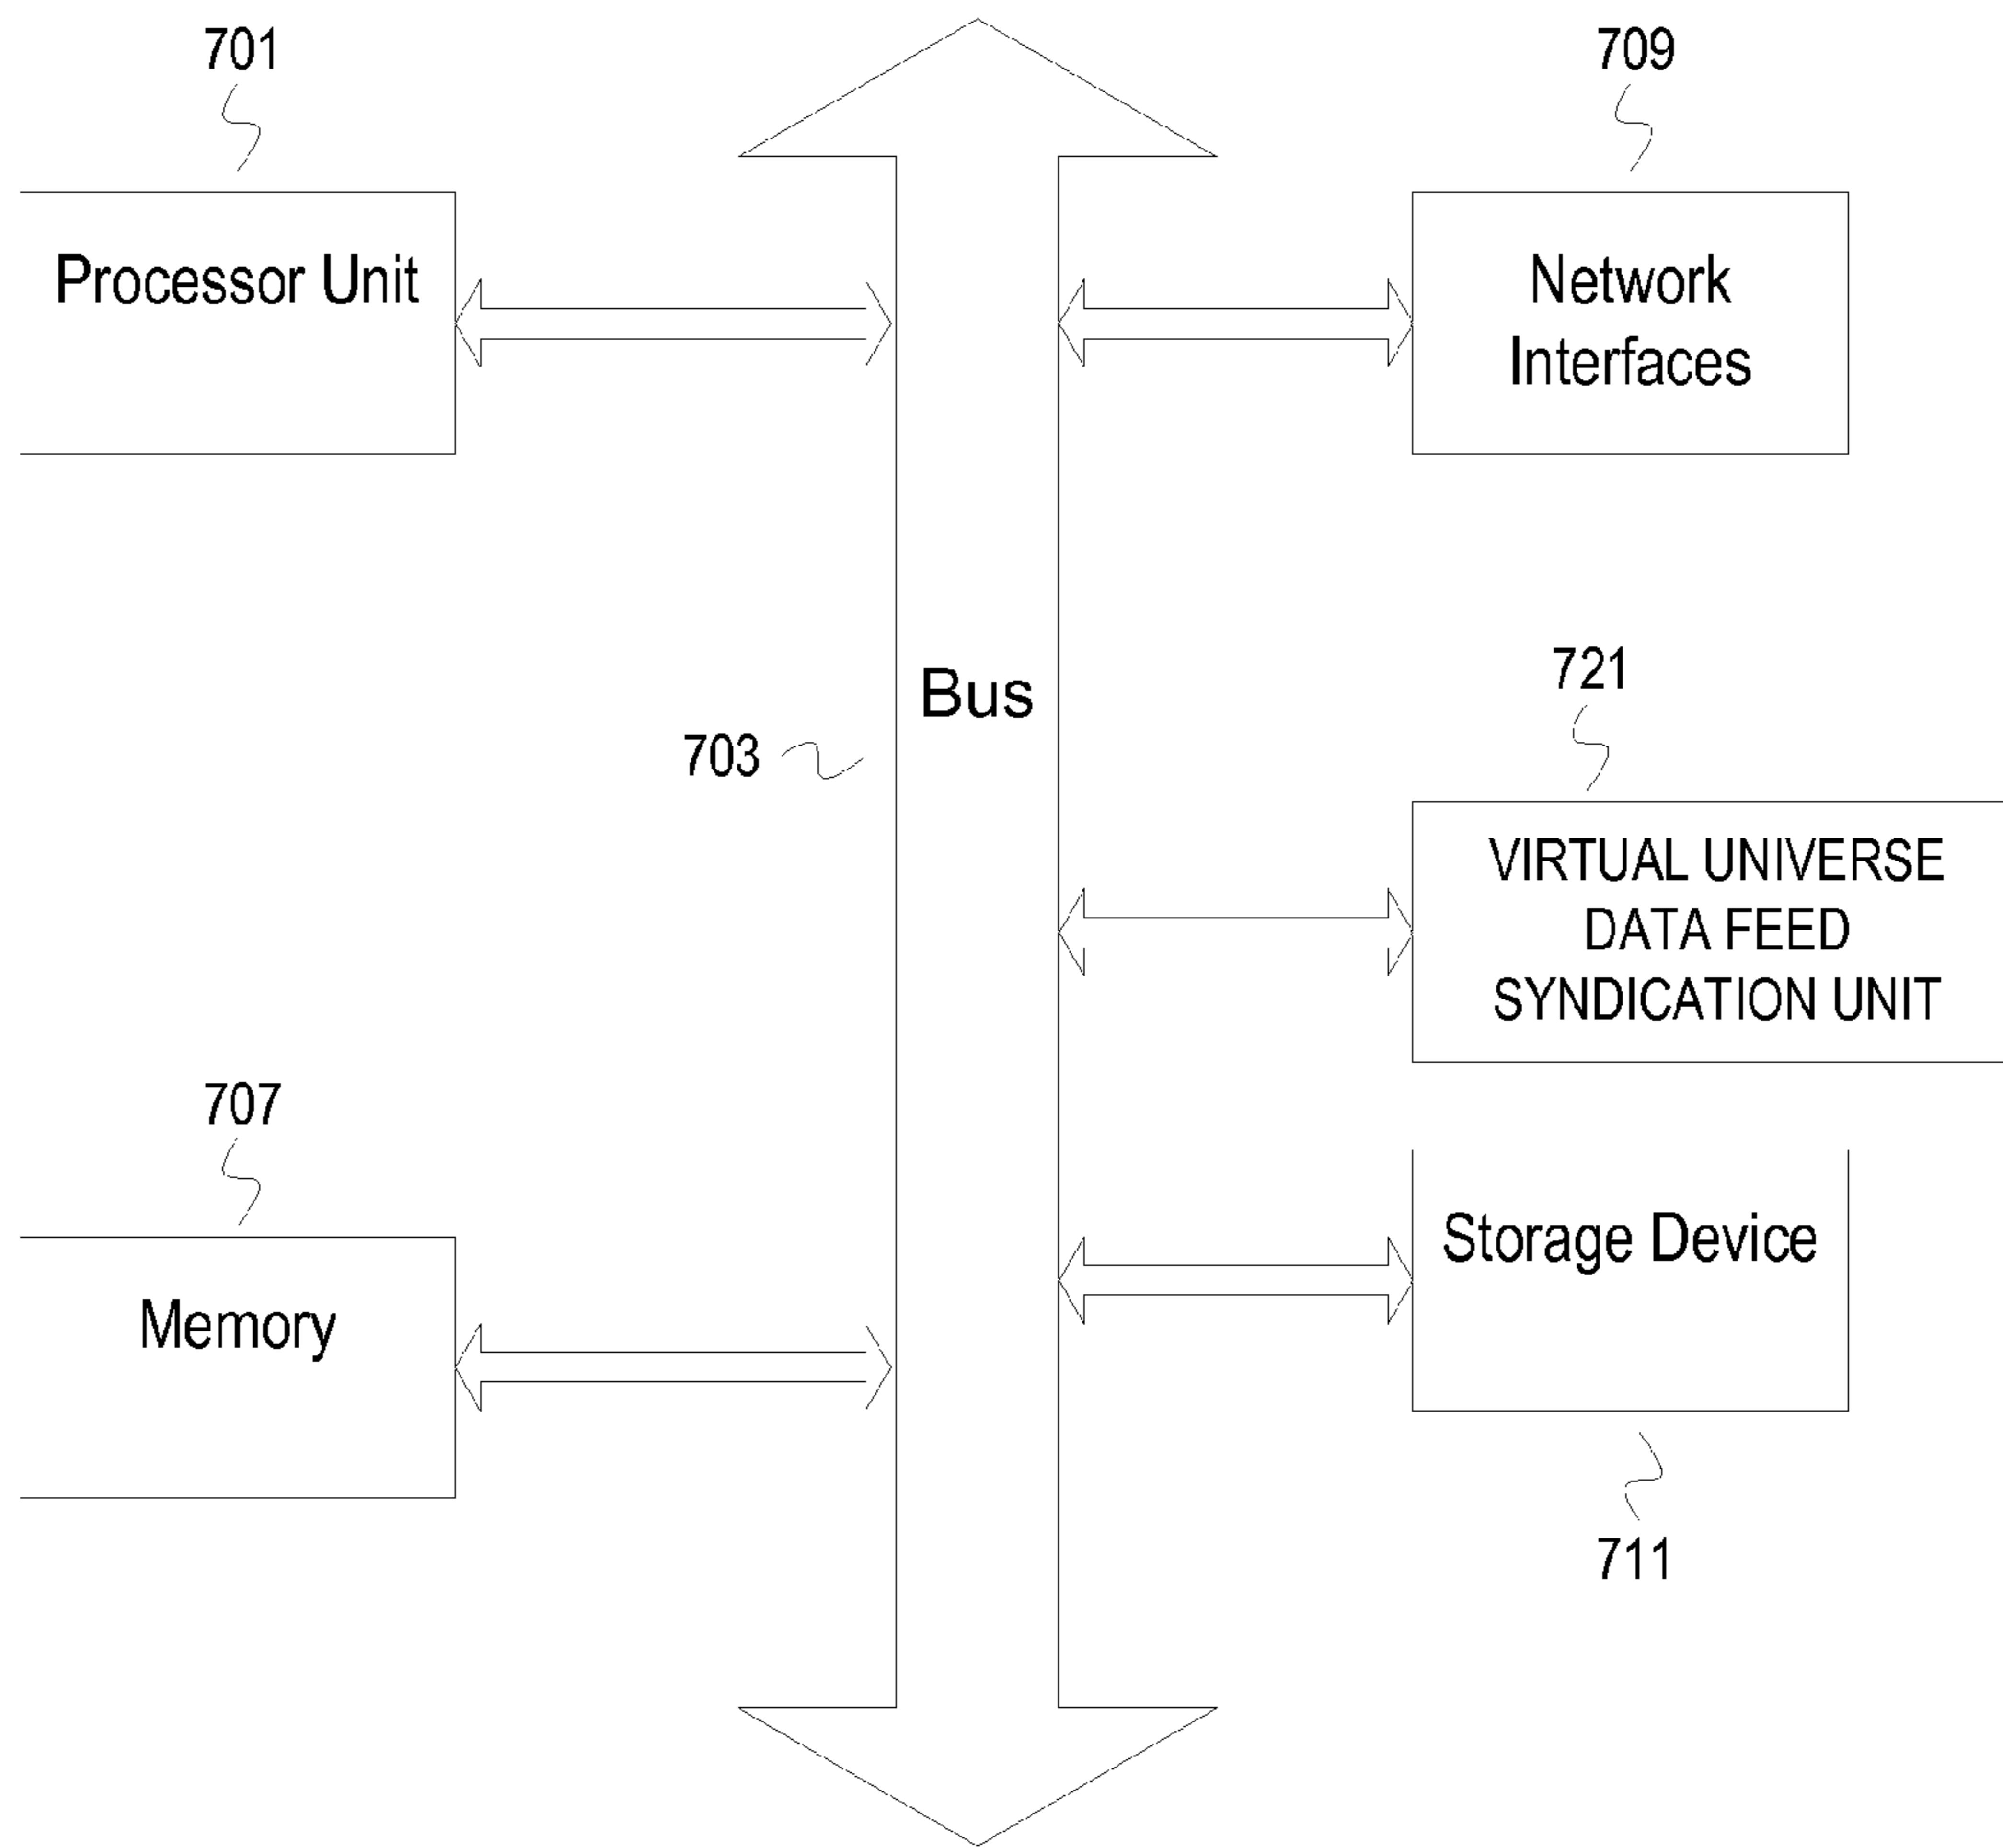 701
709
Processor Unit
Network
Interfaces
Bus
703
721
VIRTUAL UNIVERSE
DATA FEED
SYNDICATION UNIT
707
Memory
Storage Device
711